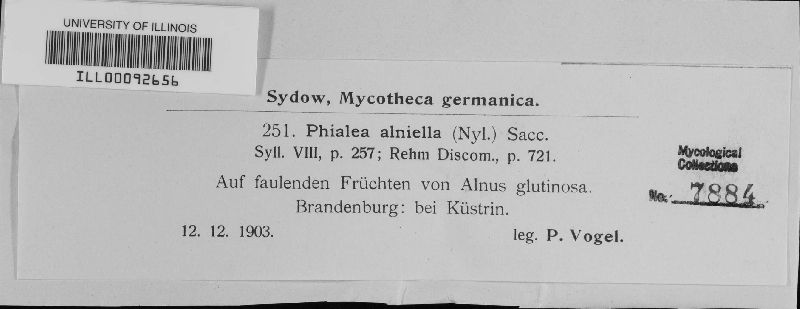 UNIVERSITY OF ILLINOIS
ILL00092656
Sydow, Mycotheca germanica.
251. Phialea alniella (Nyl.) Sacc.
Syll. VIII, p. 257; Rehm Discom., p. 721.
Auf faulenden Früchten von Alnus glutinosa.
Brandenburg: bei Küstrin.
12. 12. 1903. leg. P. Vogel.
Mycological
Collections
No. 7884